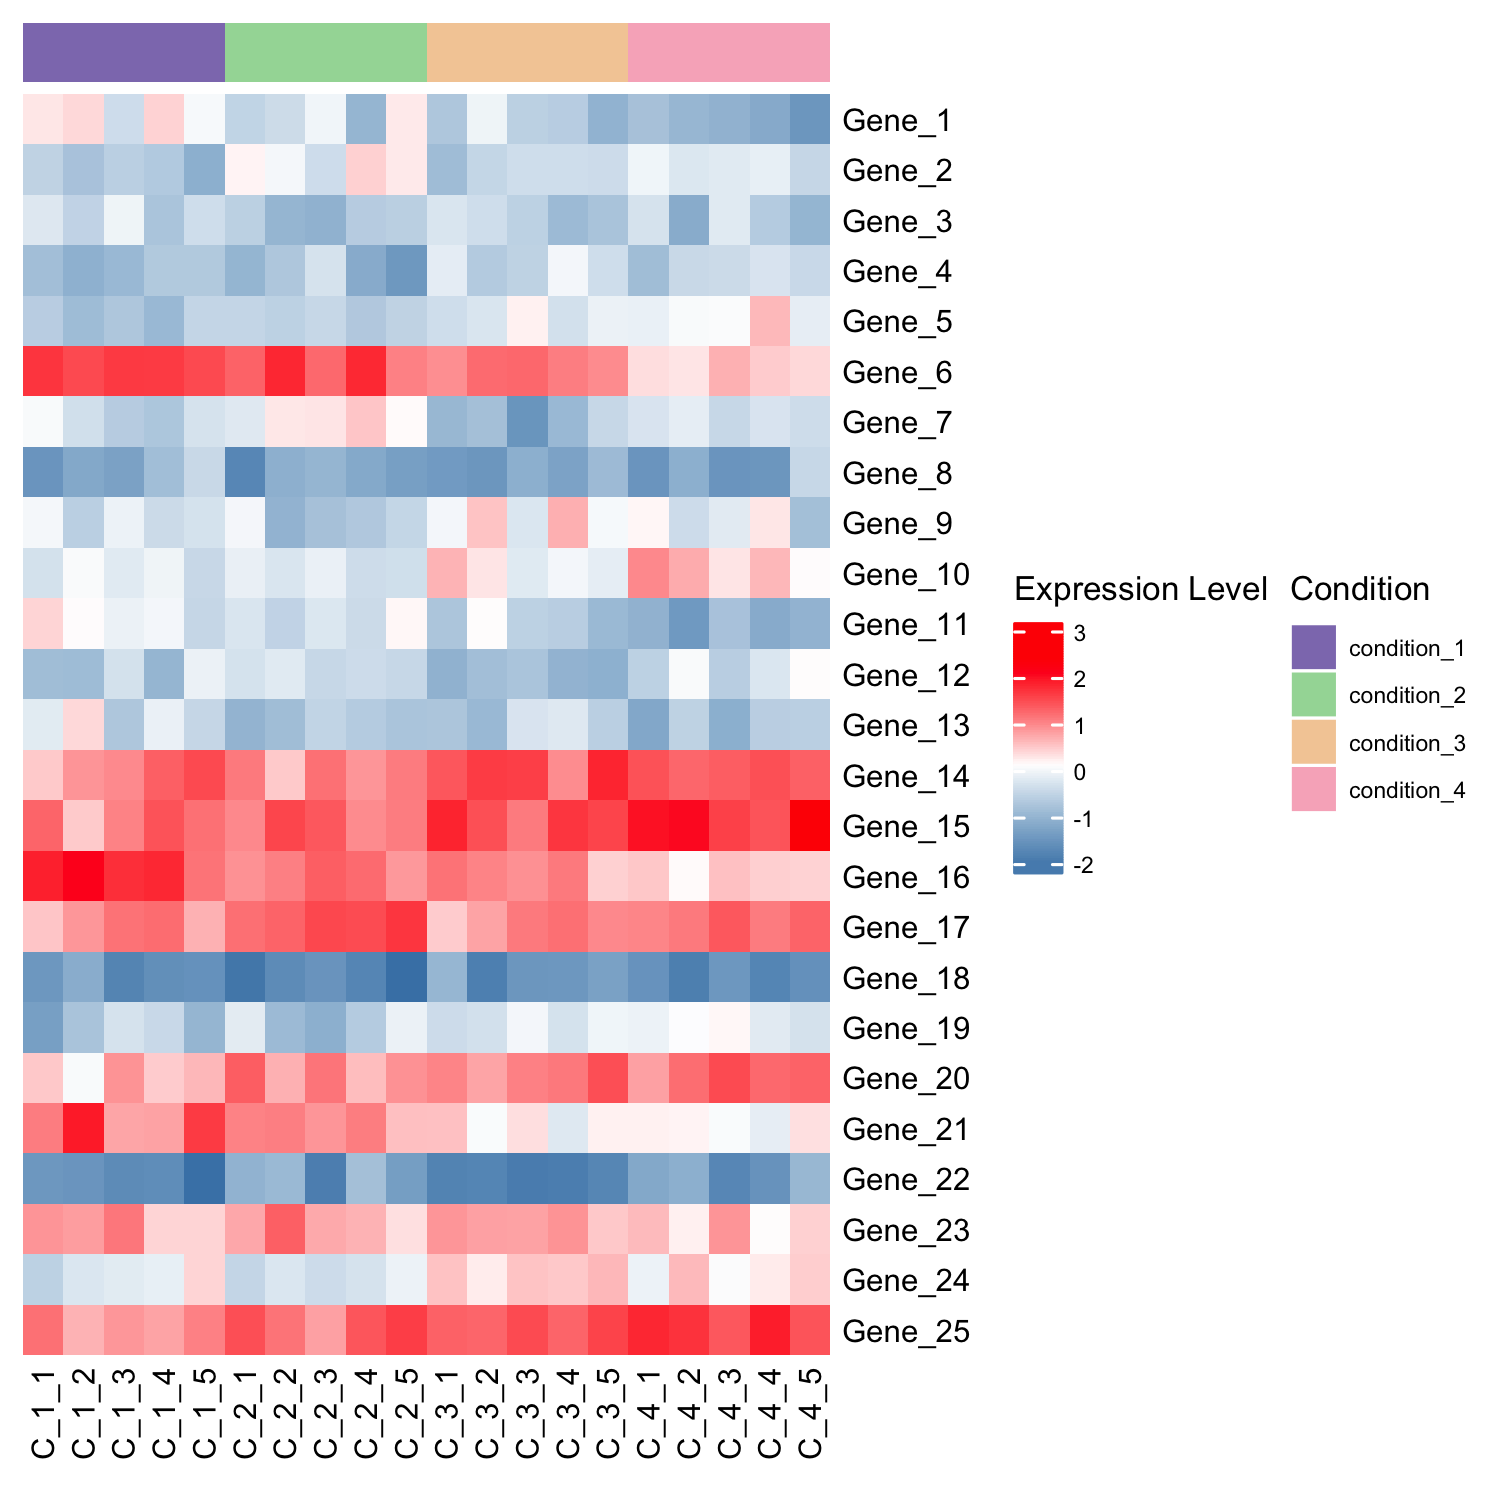 Gene_1
Gene_2
Gene_3
Gene_4
Gene_5
Gene_6
Gene_7
Gene_8
Gene_9
Gene_10
Gene_11
Gene_12
Gene_13
Gene_14
Gene_15
Gene_16
Gene_17
Gene_18
Gene_19
Gene_20
Gene_21
Gene_22
Gene_23
Gene_24
Gene_25
C_1_1
C_1_2
C_1_3
C_1_4
C_1_5
C_2_1
C_2_2
C_2_3
C_2_4
C_2_5
C_3_1
C_3_2
C_3_3
C_3_4
C_3_5
C_4_1
C_4_2
C_4_3
C_4_4
C_4_5
Expression Level
3
2
1
0
-1
-2
Condition
condition_1
condition_2
condition_3
condition_4